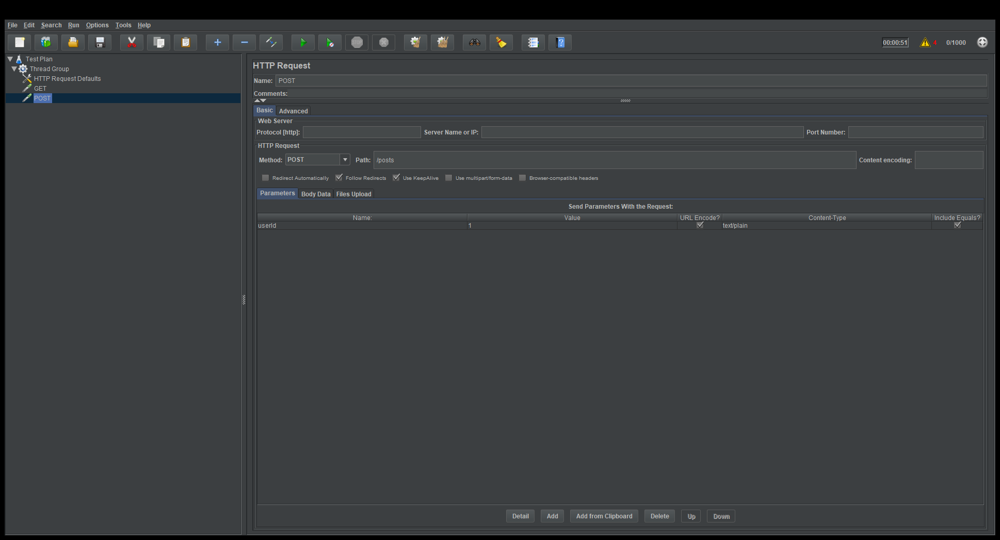 File Edit Search Run Options Tools Help
STOP
00:00:51 4 0/1000
Test Plan
Thread Group
HTTP Request Defaults
GET
POST
HTTP Request
Name: POST
Comments:
Basic Advanced
Web Server
Protocol [http]: Server Name or IP: Port Number:
HTTP Request
Method: POST Path: /posts Content encoding:
Redirect Automatically Follow Redirects Use KeepAlive Use multipart/form-data Browser-compatible headers
Parameters Body Data Files Upload
Send Parameters With the Request:
Name: Value URL Encode? Content-Type Include Equals?
userId 1 text/plain
Detail Add Add from Clipboard Delete Up Down